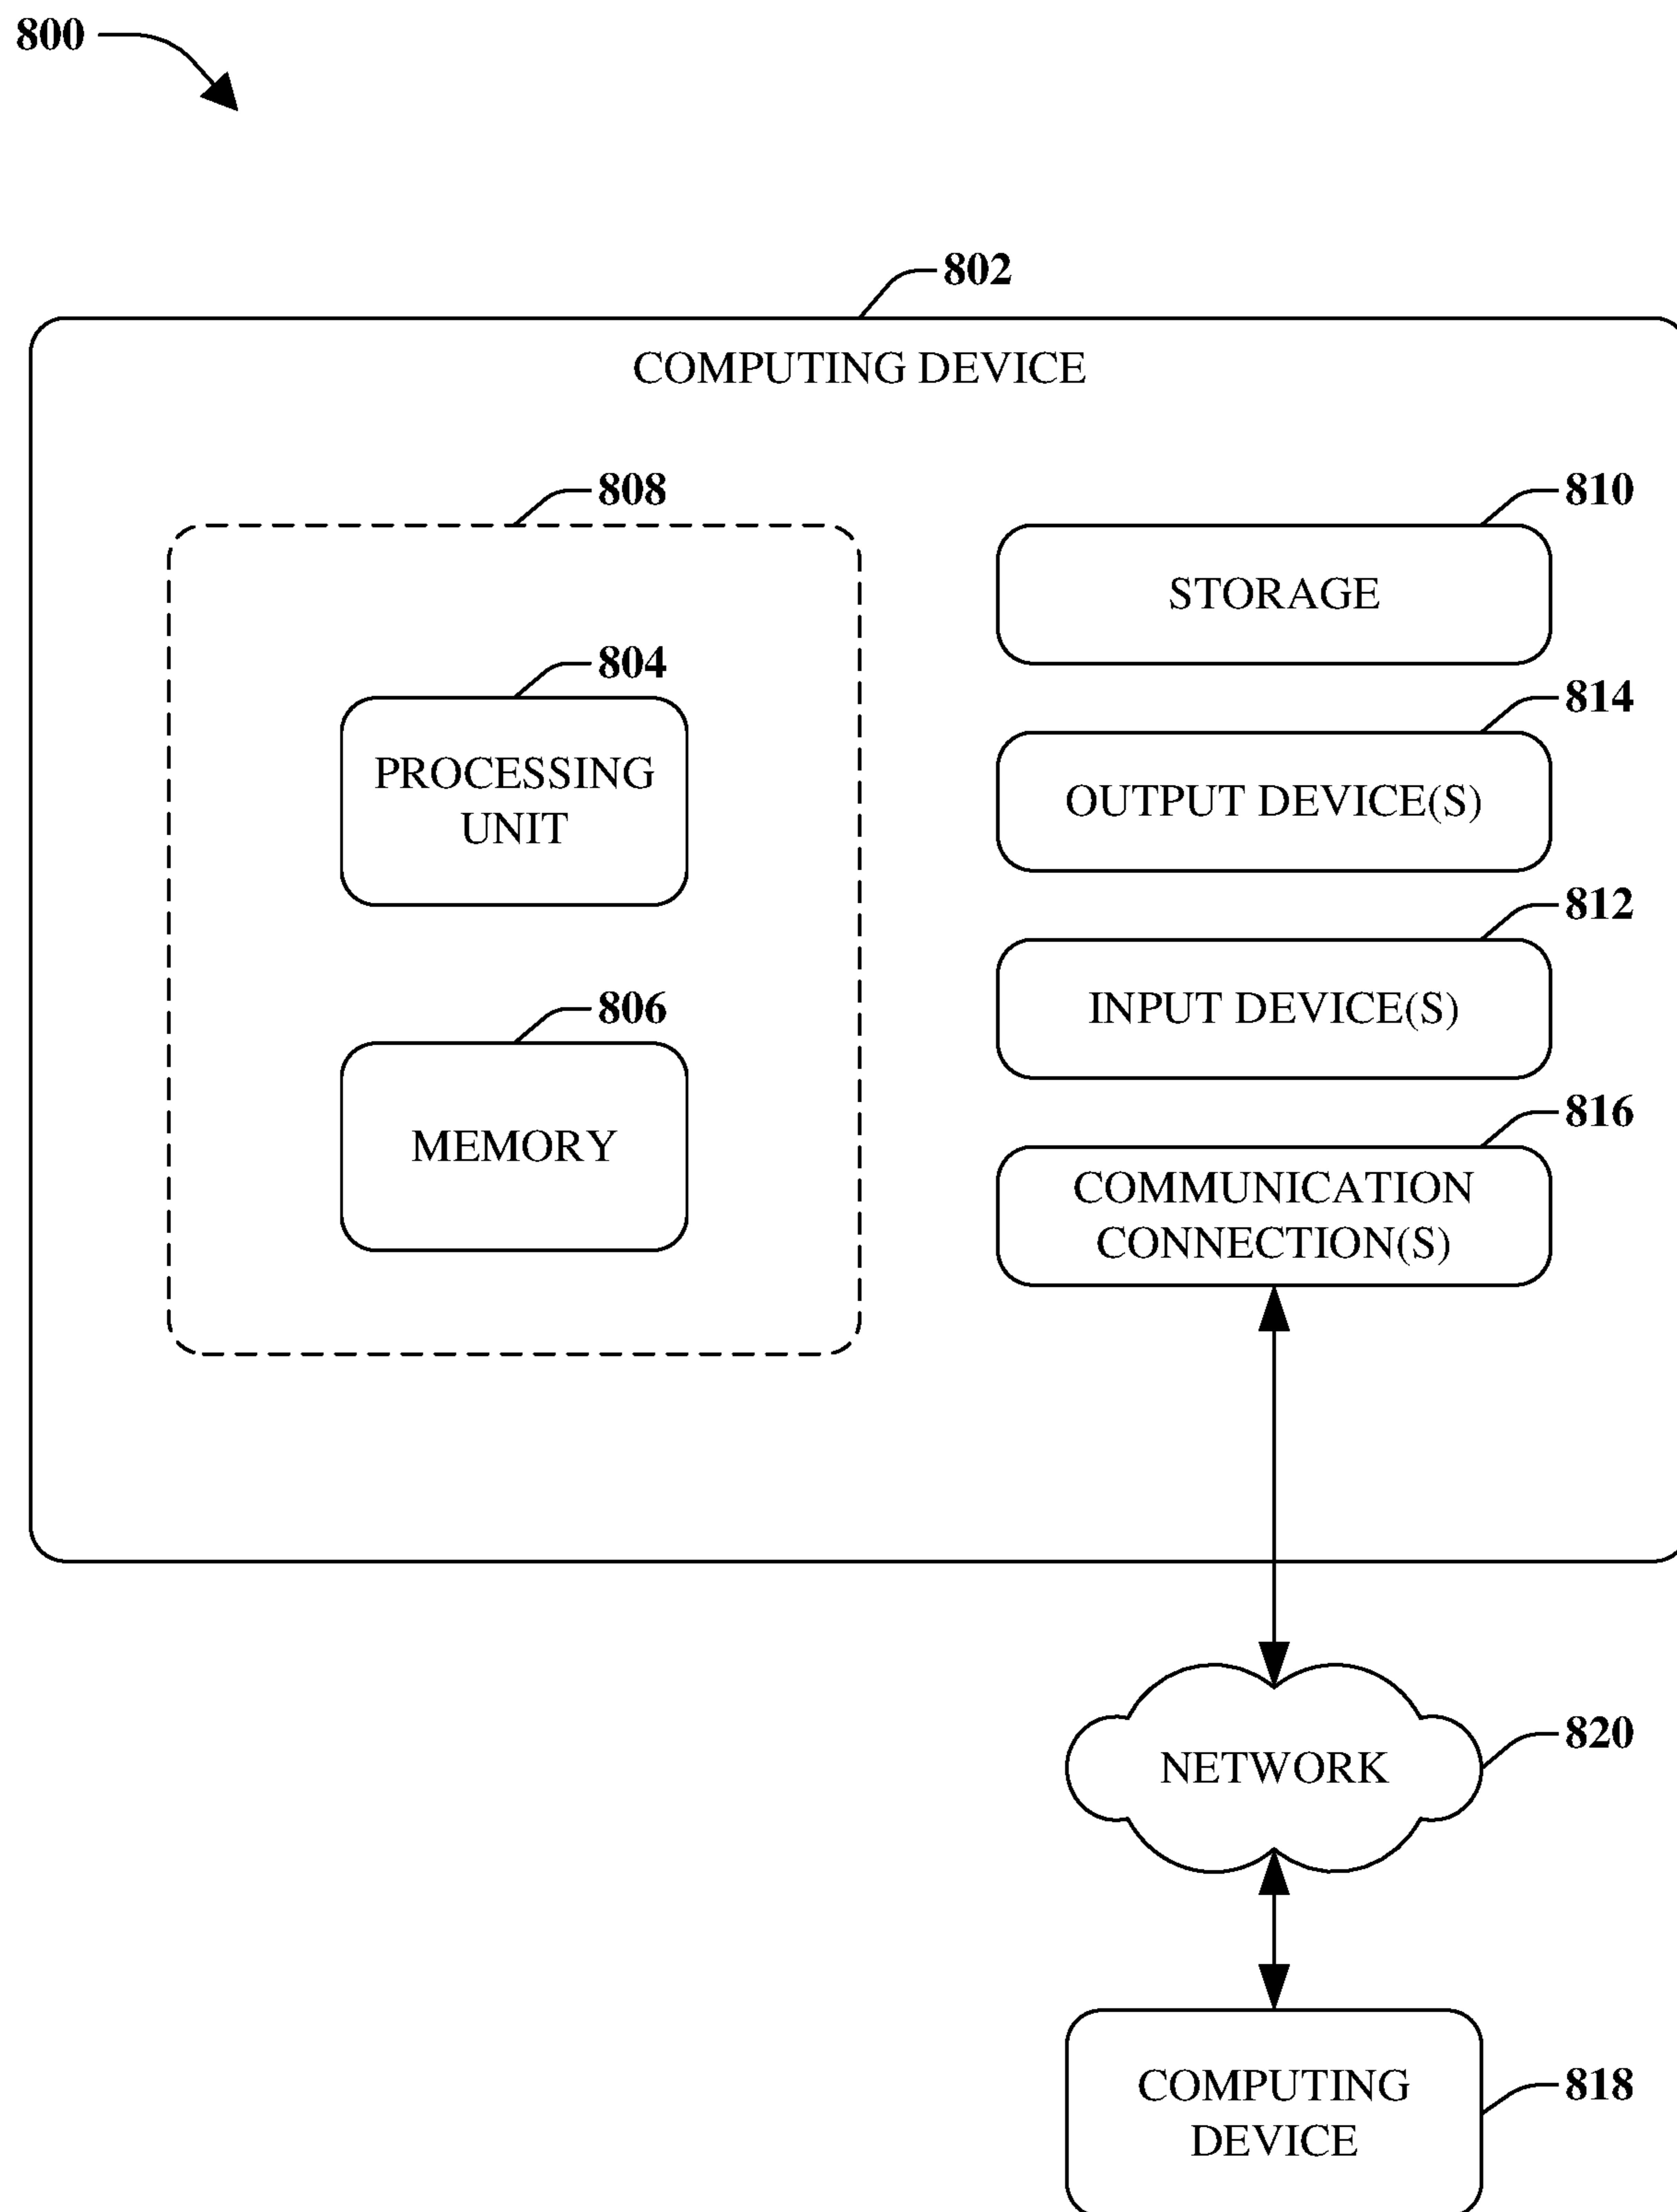 800
802
COMPUTING DEVICE
808
810
STORAGE
804
814
PROCESSING
UNIT
OUTPUT DEVICE(S)
812
806
INPUT DEVICE(S)
MEMORY
816
COMMUNICATION
CONNECTION(S)
820
NETWORK
818
COMPUTING
DEVICE